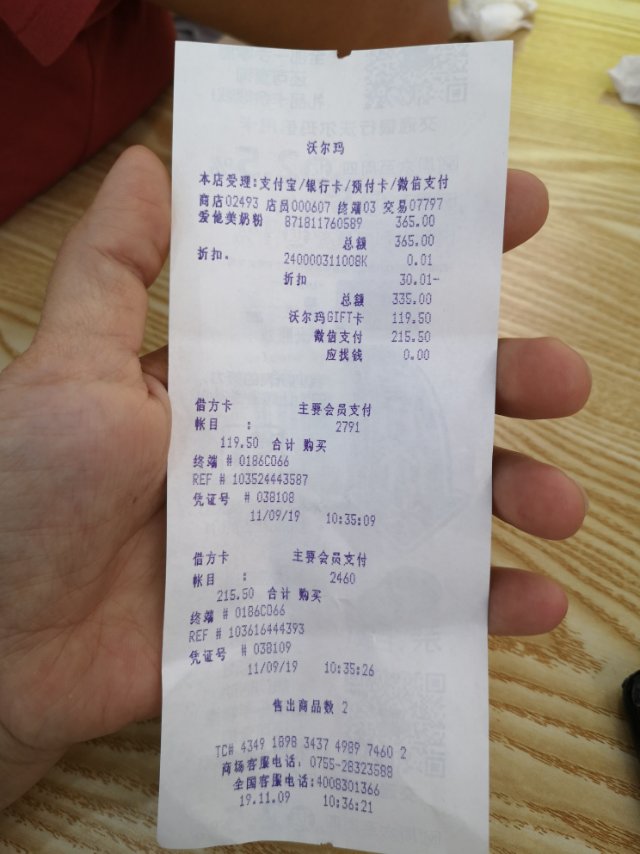 沃尔玛
本店受理:支付宝/银行卡/预付卡/微信支付
商店02493 店员000607 终端03 交易07797
爱他美奶粉 871811760589 365.00
总额 365.00
折扣. 240000311008K 0.01
折扣 30.01-
总额 335.00
沃尔玛GIFT卡 119.50
微信支付 215.50
应找钱 0.00
借方卡 主要会员支付
帐目 : 2791
119.50 合计 购买
终端 # 0186C066
REF # 103524443587
凭证号 # 038108
11/09/19 10:35:09
借方卡 主要会员支付
帐目 : 2460
215.50 合计 购买
终端 # 0186C066
REF # 103616444393
凭证号 # 038109
11/09/19 10:35:26
售出商品数 2
TC# 4349 1898 3437 4989 7460 2
商场客服电话: 0755-28323588
全国客服电话:4008301366
19.11.09 10:36:21